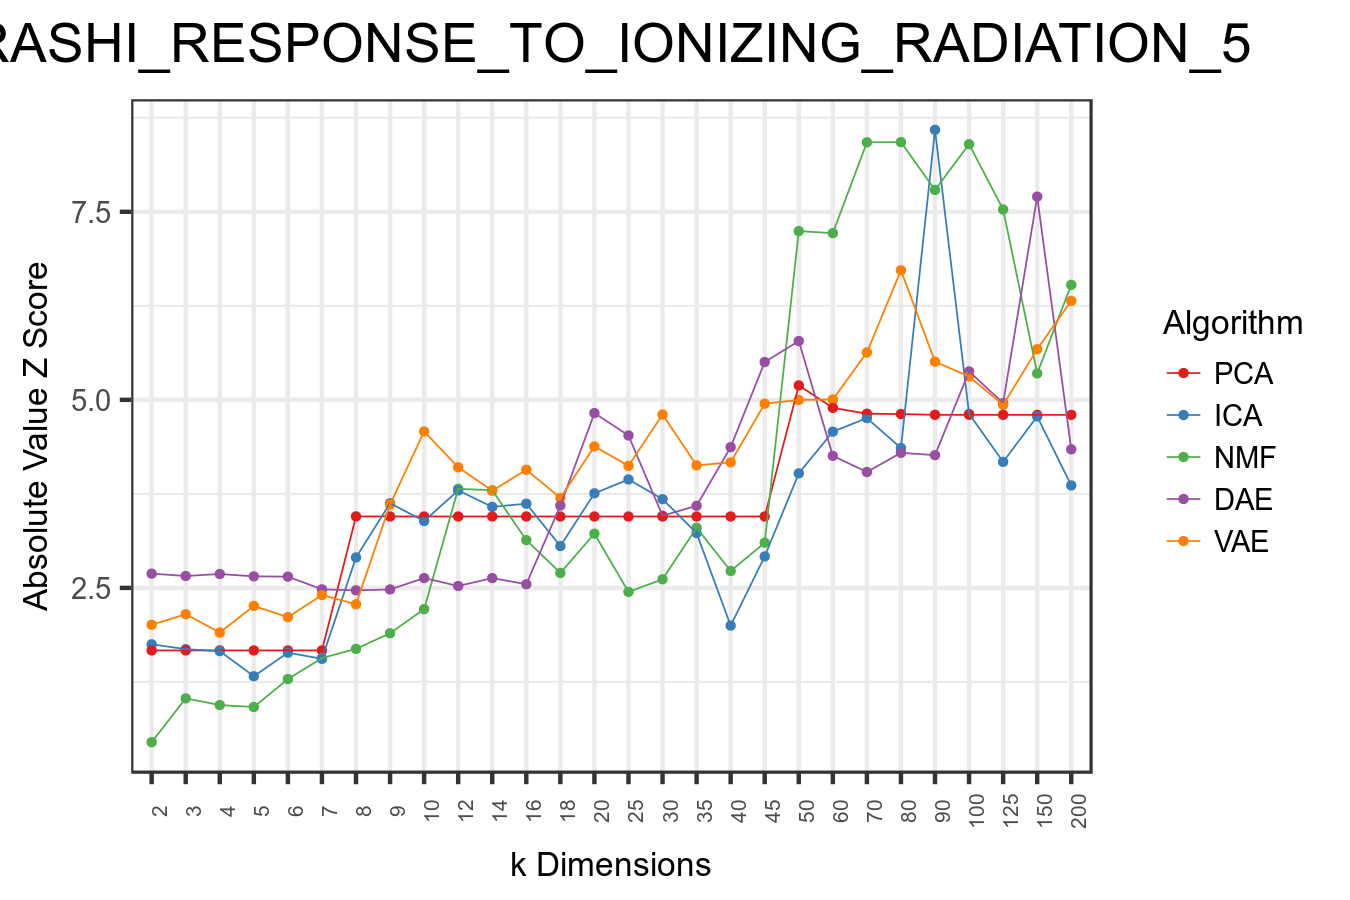 RASHI_RESPONSE_TO_IONIZING_RADIATION_5
Absolute Value Z Score
7.5
5.0
2.5
2 3 4 5 6 7 8 9 10 12 14 16 18 20 25 30 35 40 45 50 60 70 80 90 100 125 150 200
k Dimensions
Algorithm
PCA
ICA
NMF
DAE
VAE